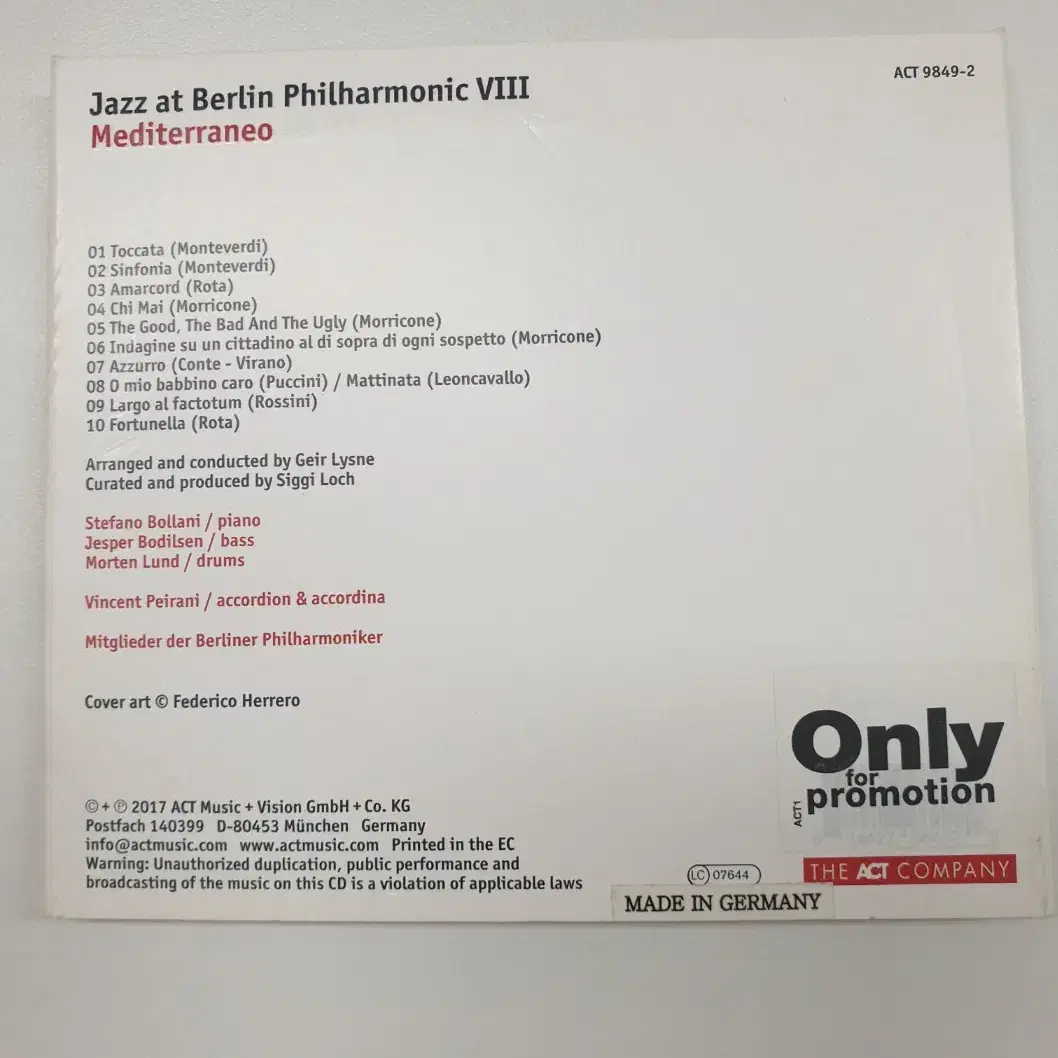 Jazz at Berlin Philharmonic VIII
Mediterraneo
ACT 9849-2
01 Toccata (Monteverdi)
02 Sinfonia (Monteverdi)
03 Amarcord (Rota)
04 Chi Mai (Morricone)
05 The Good, The Bad And The Ugly (Morricone)
06 Indagine su un cittadino al di sopra di ogni sospetto (Morricone)
07 Azzurro (Conte - Virano)
08 O mio babbino caro (Puccini) / Mattinata (Leoncavallo)
09 Largo al factotum (Rossini)
10 Fortunella (Rota)
Arranged and conducted by Geir Lysne
Curated and produced by Siggi Loch
Stefano Bollani / piano
Jesper Bodilsen / bass
Morten Lund / drums
Vincent Peirani / accordion & accordina
Mitglieder der Berliner Philharmoniker
Cover art © Federico Herrero
© + ℗ 2017 ACT Music + Vision GmbH + Co. KG
Postfach 140399 D-80453 München Germany
info@actmusic.com www.actmusic.com Printed in the EC
Warning: Unauthorized duplication, public performance and
broadcasting of the music on this CD is a violation of applicable laws
Only
for
promotion
ACT1
THE ACT COMPANY
LC 07644
MADE IN GERMANY